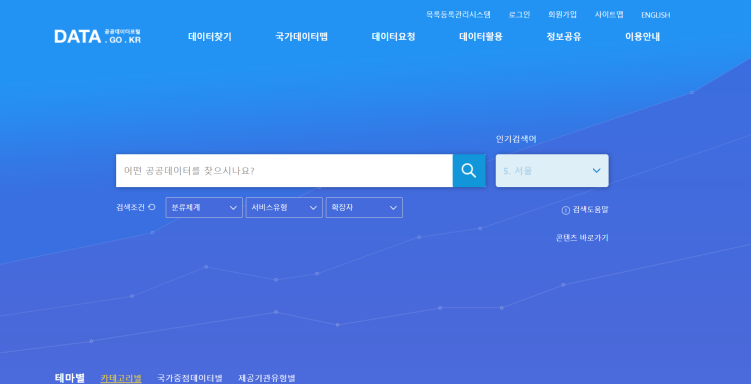 목록등록관리시스템 로그인 회원가입 사이트맵 ENGLISH
DATA 공공데이터포털 .GO.KR
데이터찾기 국가데이터맵 데이터요청 데이터활용 정보공유 이용안내
인기검색어
어떤 공공데이터를 찾으시나요?
5. 서울
검색조건 분류체계 서비스유형 확장자
검색도움말
콘텐츠 바로가기
테마별 카테고리별 국가중점데이터별 제공기관유형별